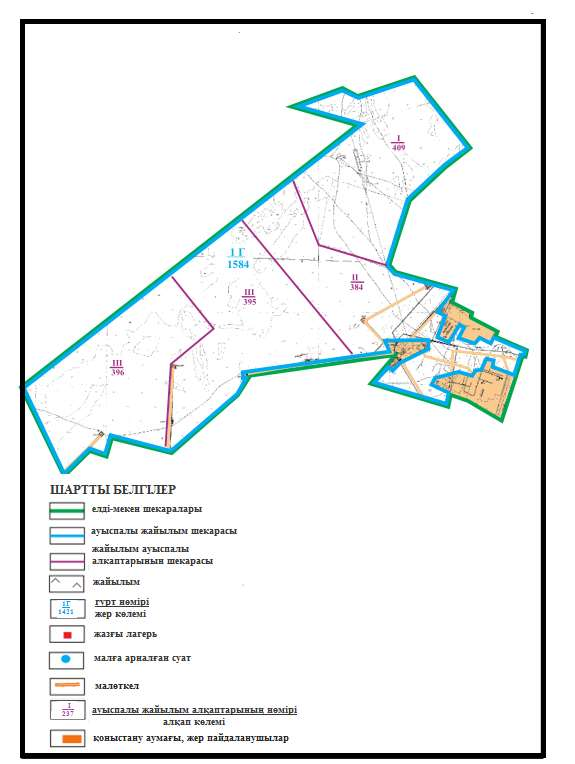 I
409
1 Г
1584
II
384
III
395
III
396
ШАРТТЫ БЕЛГІЛЕР
елді-мекен шекаралары
ауыспалы жайылым шекарасы
жайылым ауыспалы
алқаптарынын шекарасы
жайылым
1Г
1421
гурт нөмірі
жер көлемі
жазғы лагерь
малға арналған суат
малөткел
I
237
ауыспалы жайылым алқаптарының нөмірі
алқап көлемі
қоныстану аумағы, жер пайдаланушылар